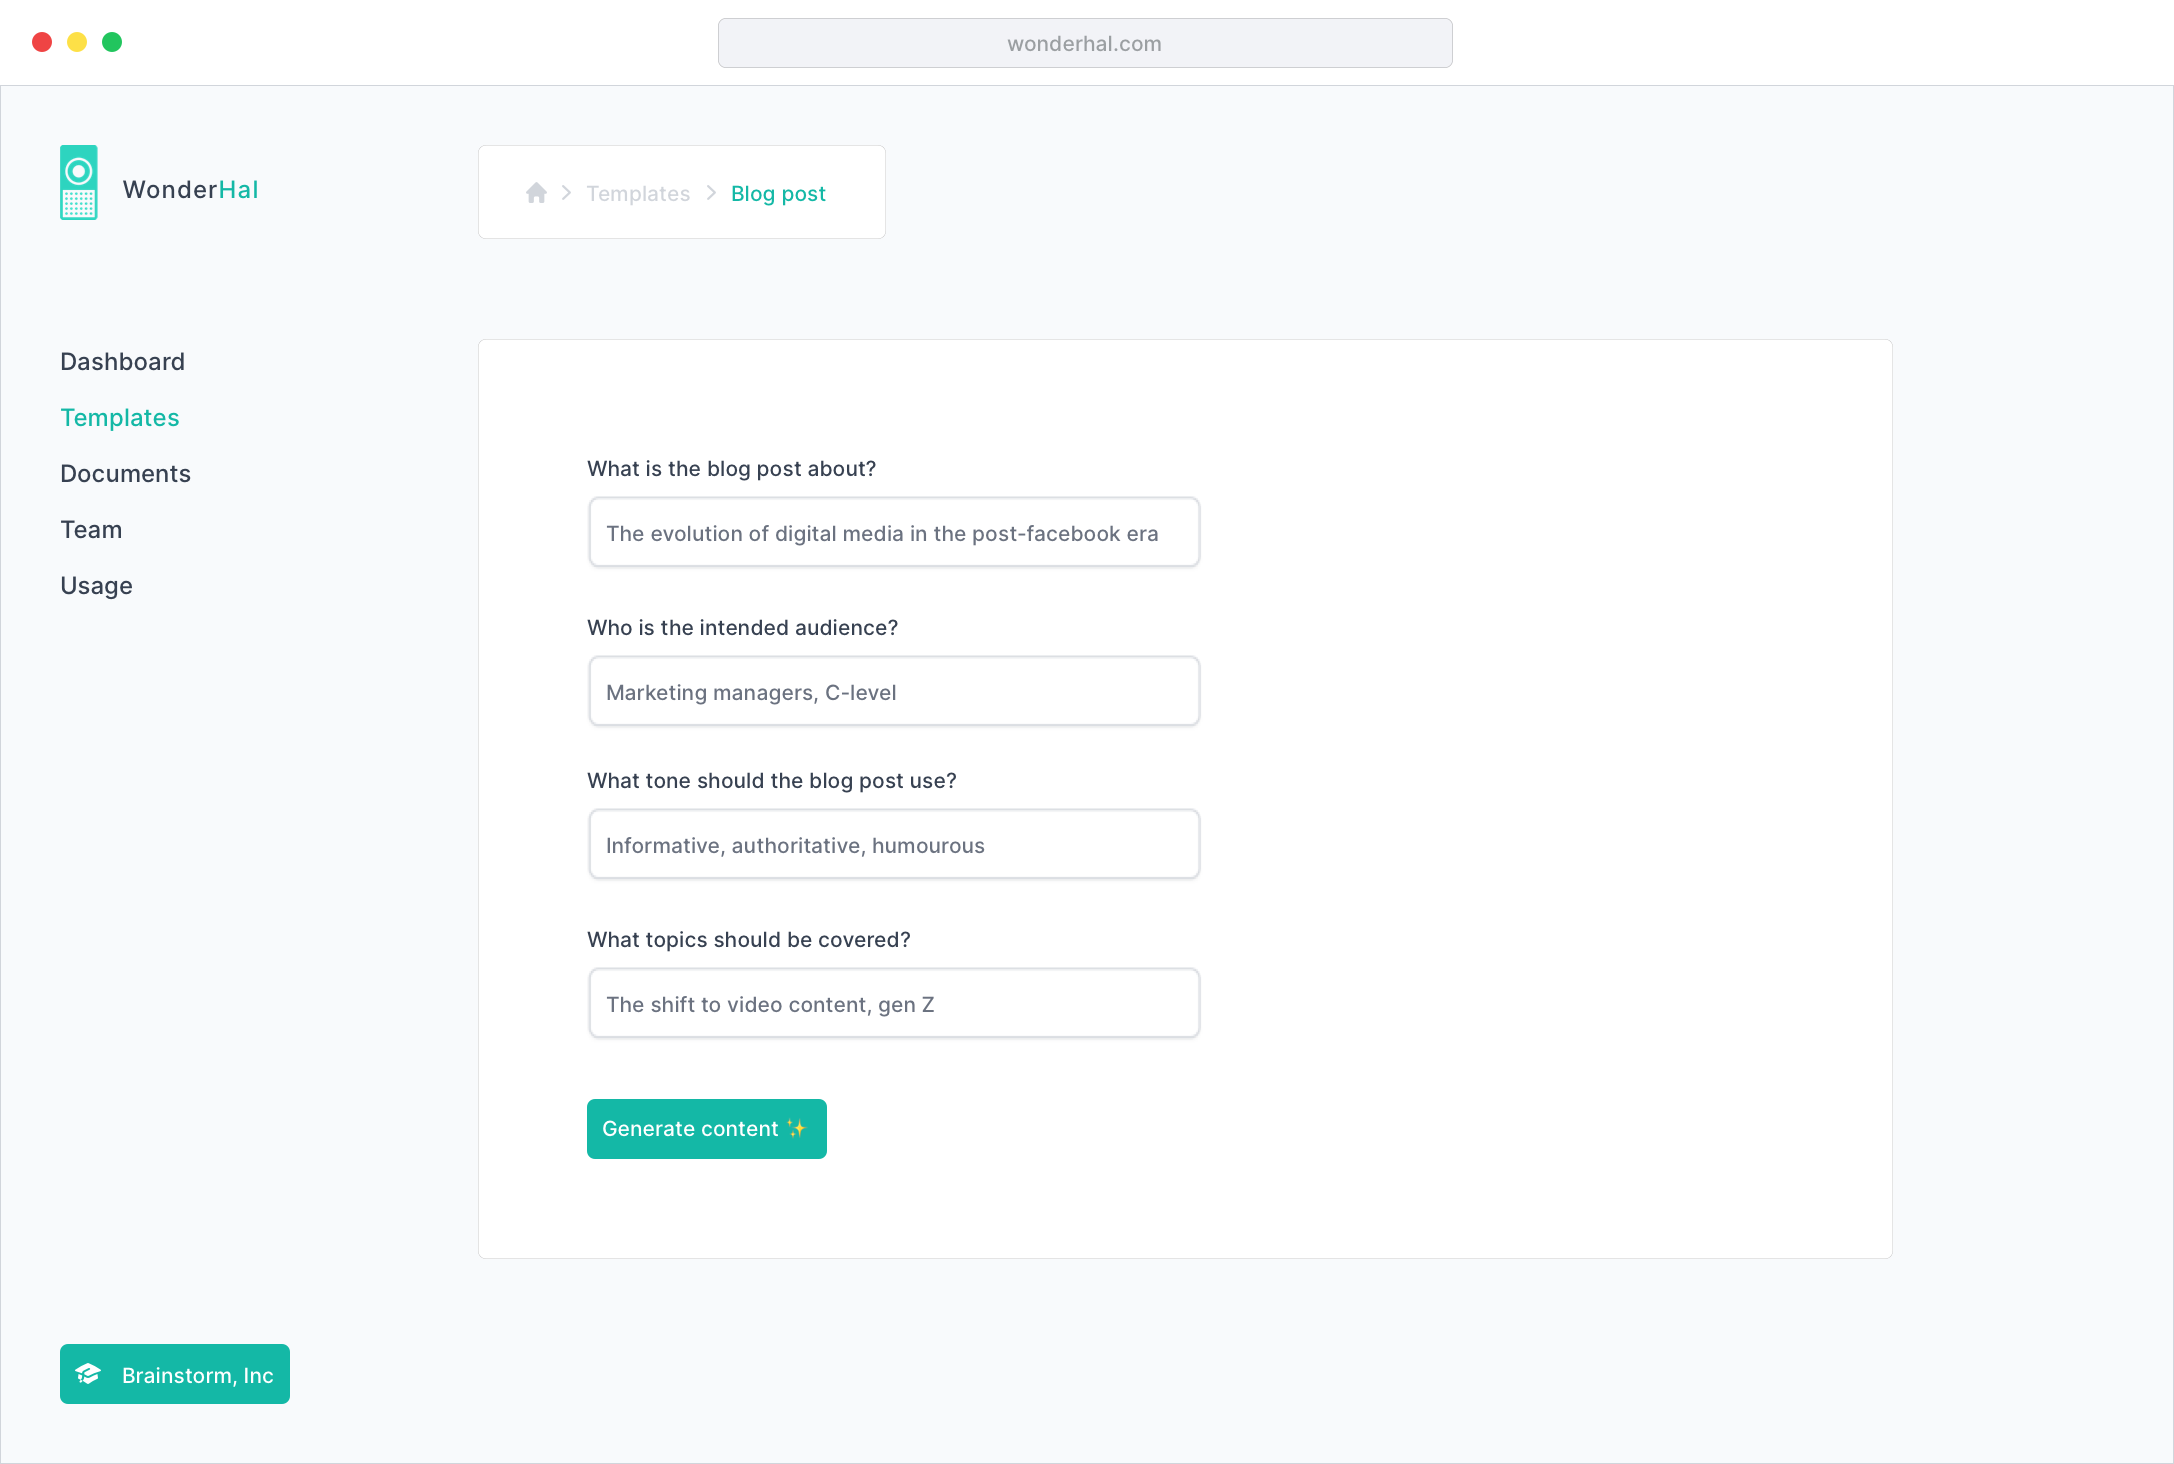 wonderhal.com
WonderHal
Templates Blog post
Dashboard
Templates
Documents
Team
Usage
What is the blog post about?
The evolution of digital media in the post-facebook era
Who is the intended audience?
Marketing managers, C-level
What tone should the blog post use?
Informative, authoritative, humourous
What topics should be covered?
The shift to video content, gen Z
Generate content ✨
Brainstorm, Inc